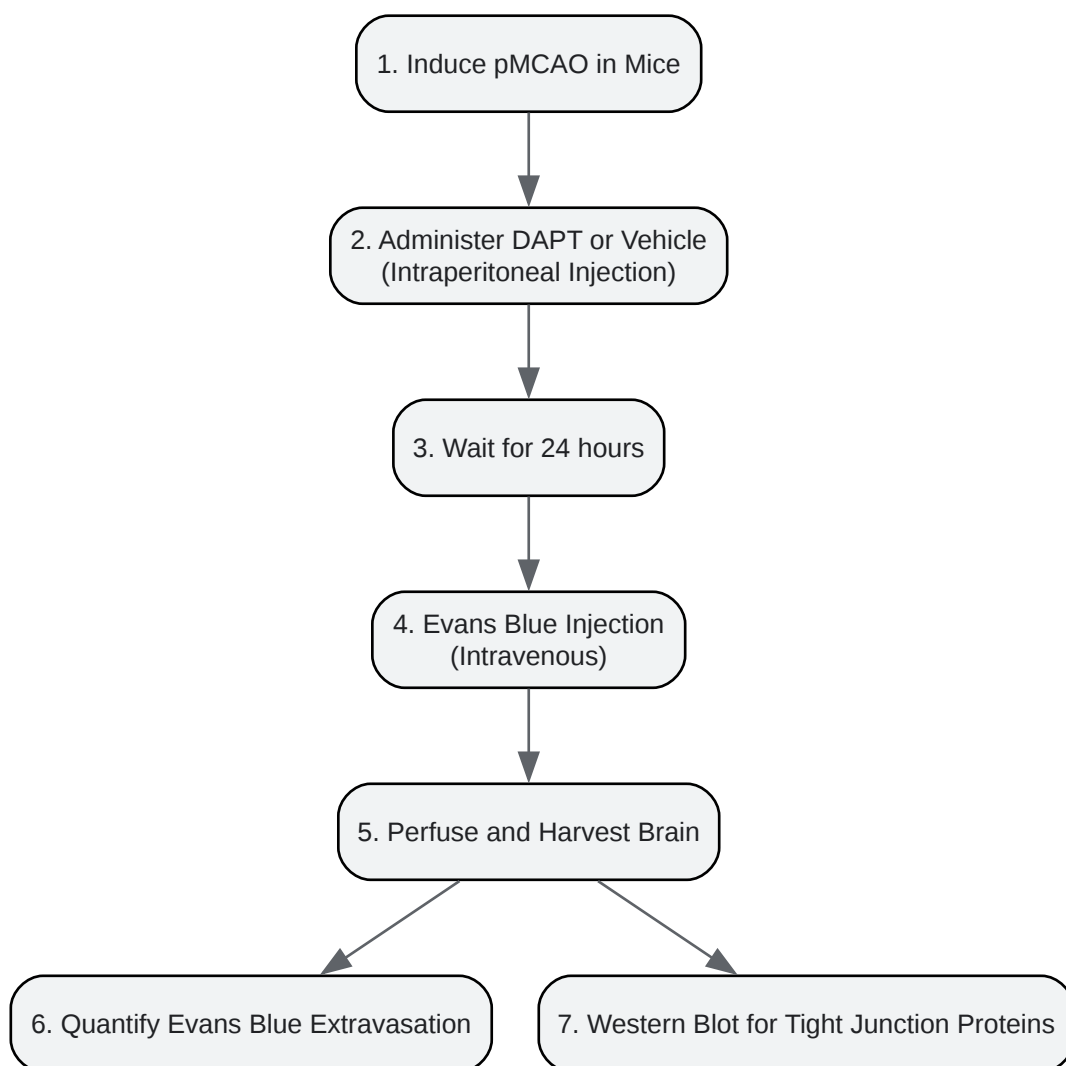 1. Induce pMCAO in Mice
2. Administer DAPT or Vehicle
(Intraperitoneal Injection)
3. Wait for 24 hours
4. Evans Blue Injection
(Intravenous)
5. Perfuse and Harvest Brain
6. Quantify Evans Blue Extravasation
7. Western Blot for Tight Junction Proteins